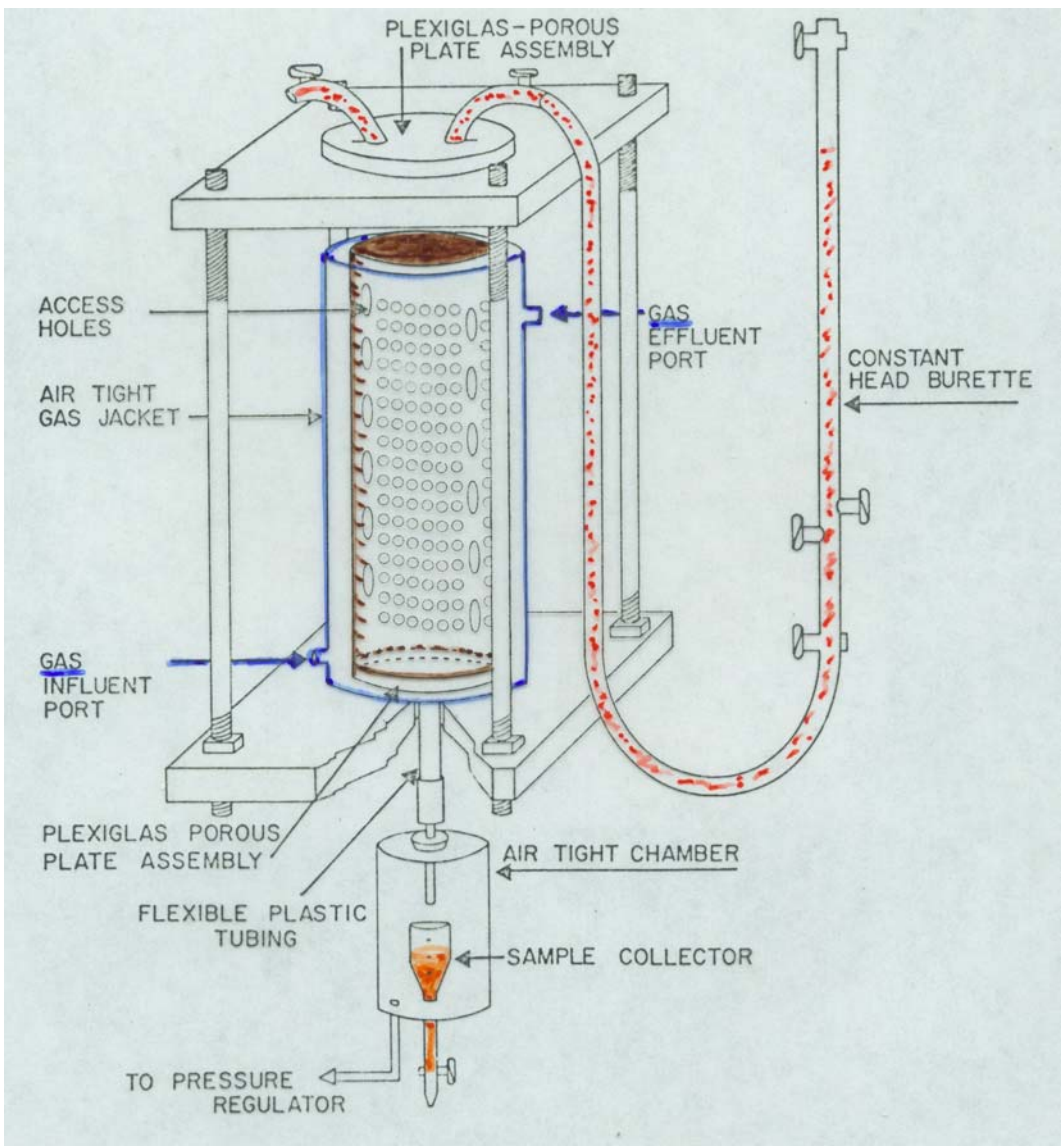 PLEXIGLAS-POROUS
PLATE ASSEMBLY
ACCESS
HOLES
GAS
EFFLUENT
PORT
AIR TIGHT
GAS JACKET
CONSTANT
HEAD BURETTE
GAS
INFLUENT
PORT
PLEXIGLAS POROUS
PLATE ASSEMBLY
AIR TIGHT CHAMBER
FLEXIBLE PLASTIC
TUBING
SAMPLE COLLECTOR
TO PRESSURE
REGULATOR